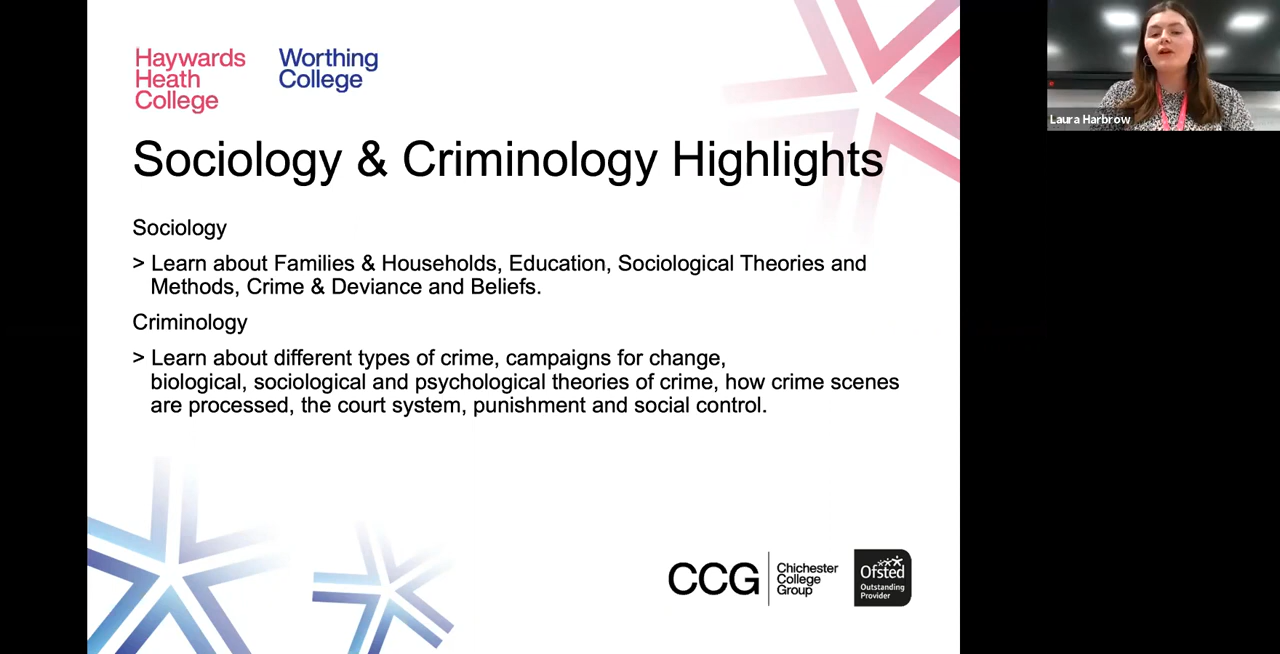 Haywards
Heath
College
Worthing
College
Sociology & Criminology Highlights
Sociology
> Learn about Families & Households, Education, Sociological Theories and
Methods, Crime & Deviance and Beliefs.
Criminology
> Learn about different types of crime, campaigns for change,
biological, sociological and psychological theories of crime, how crime scenes
are processed, the court system, punishment and social control.
CCG
Chichester
College
Group
Ofsted
Outstanding
Provider
Laura Harbrow